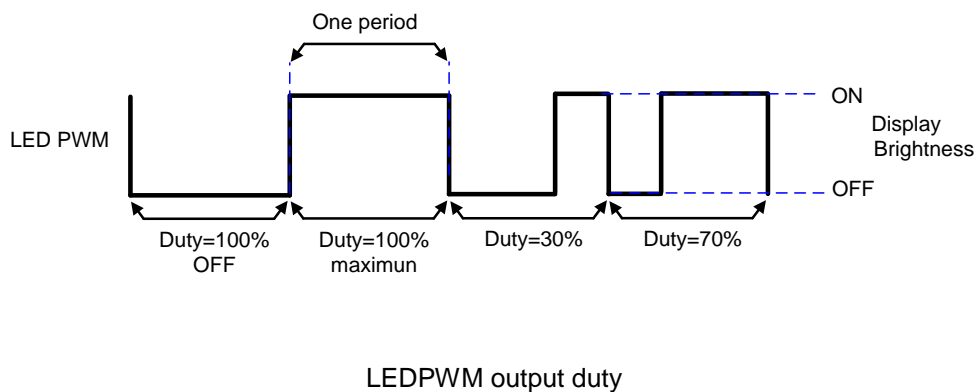 One period
LED PWM
ON
Display
Brightness
OFF
Duty=100%
OFF
Duty=100%
maximun
Duty=30%
Duty=70%
LEDPWM output duty